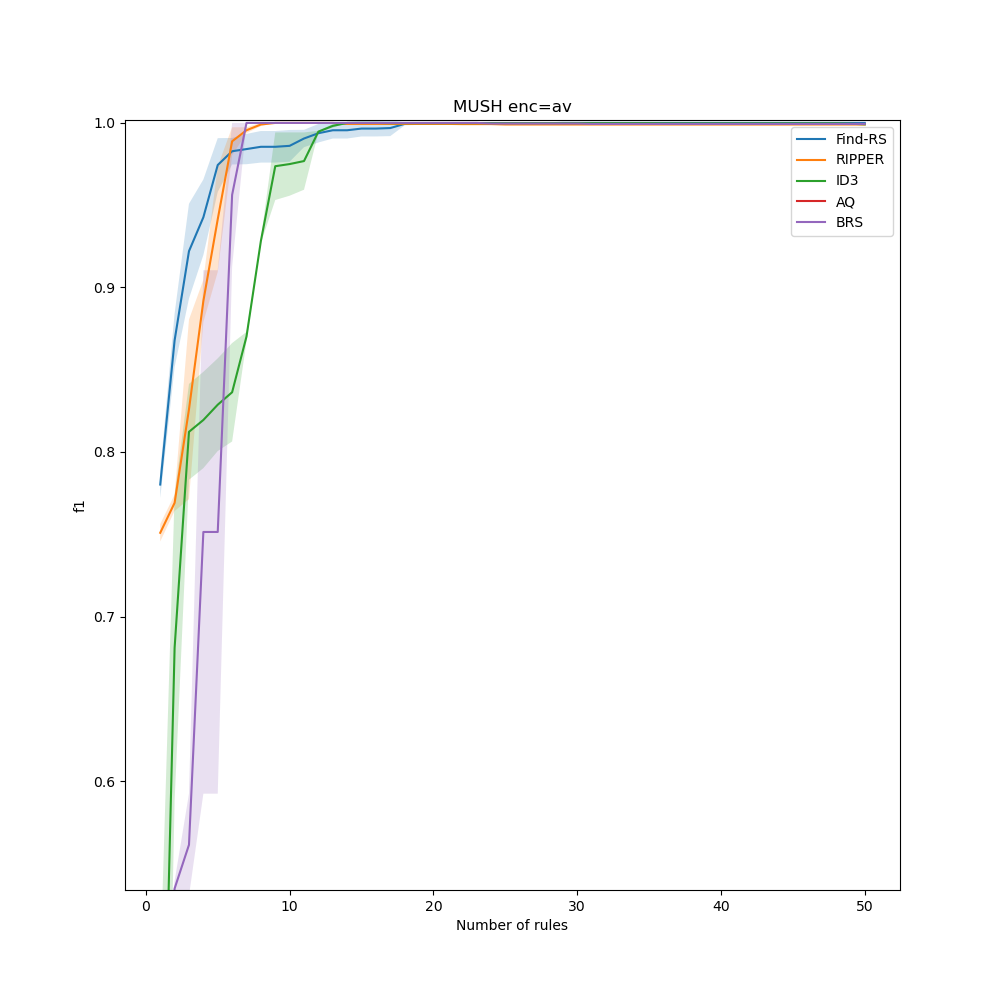 MUSH enc=av
1.0
0.9
0.8
0.7
0.6
f1
Find-RS
RIPPER
ID3
AQ
BRS
0 10 20 30 40 50
Number of rules